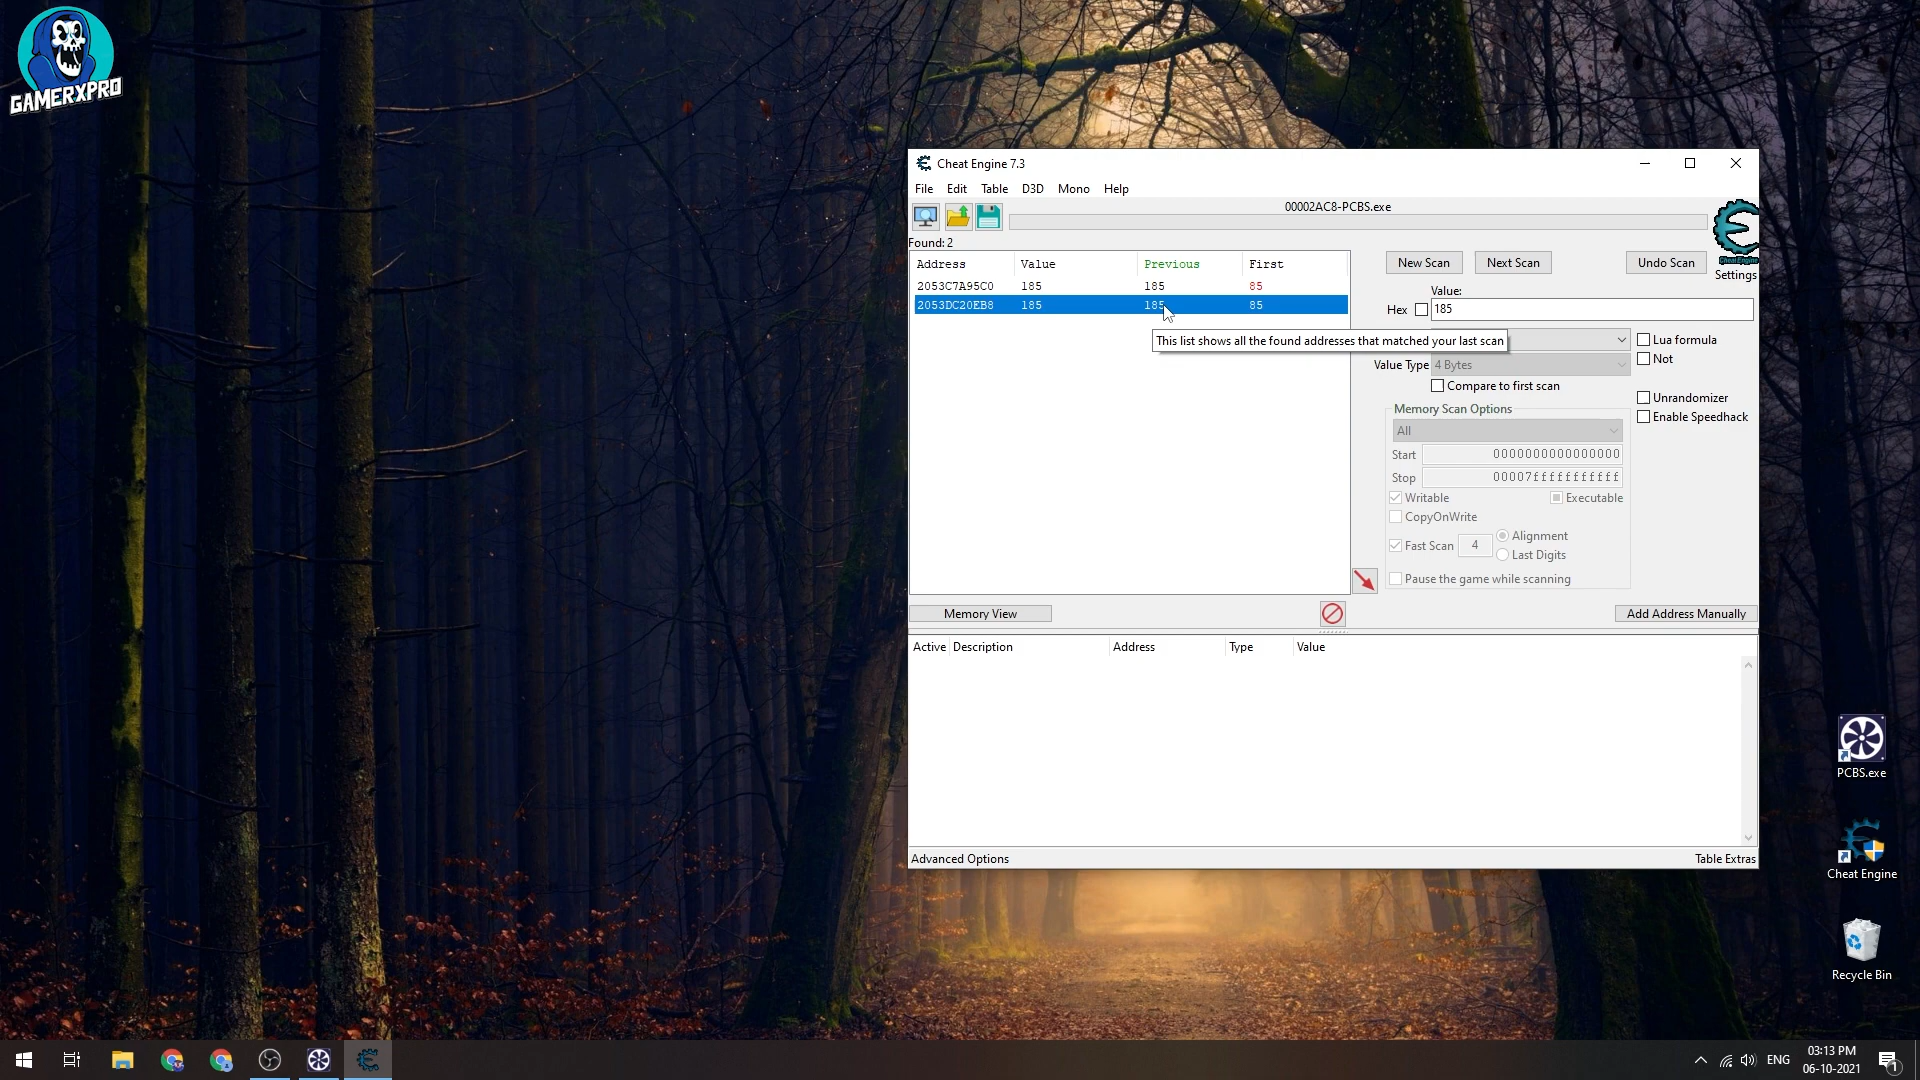 GAMERXPRO
Cheat Engine 7.3
File Edit Table D3D Mono Help
00002AC8-PCBS.exe
Found: 2
Address Value Previous First
2053C7A95C0 185 185 85
2053DC20EB8 185 185 85
This list shows all the found addresses that matched your last scan
New Scan Next Scan Undo Scan
Cheat Engine
Settings
Value:
Hex 185
Lua formula
Not
Value Type 4 Bytes
Compare to first scan
Unrandomizer
Enable Speedhack
Memory Scan Options
All
Start 0000000000000000
Stop 00007fffffffffff
Writable Executable
CopyOnWrite
Fast Scan 4 Alignment
Last Digits
Pause the game while scanning
Memory View Add Address Manually
Active Description Address Type Value
Advanced Options Table Extras
PCBS.exe
Cheat Engine
Recycle Bin
ENG
03:13 PM
06-10-2021
1